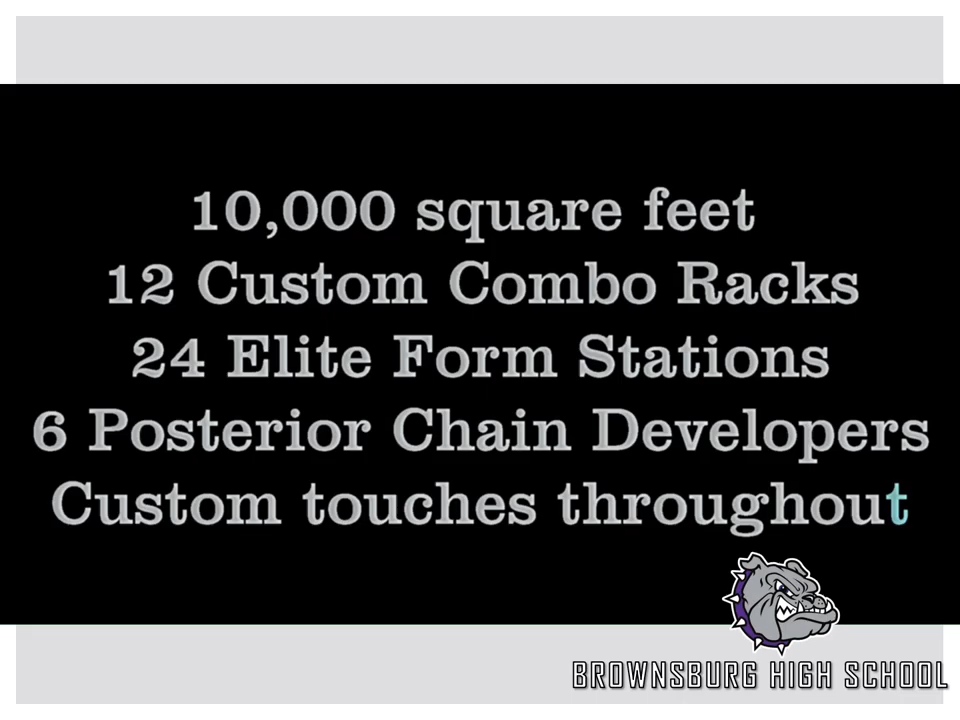 10,000 square feet
12 Custom Combo Racks
24 Elite Form Stations
6 Posterior Chain Developers
Custom touches throughout
BROWNSBURG HIGH SCHOOL